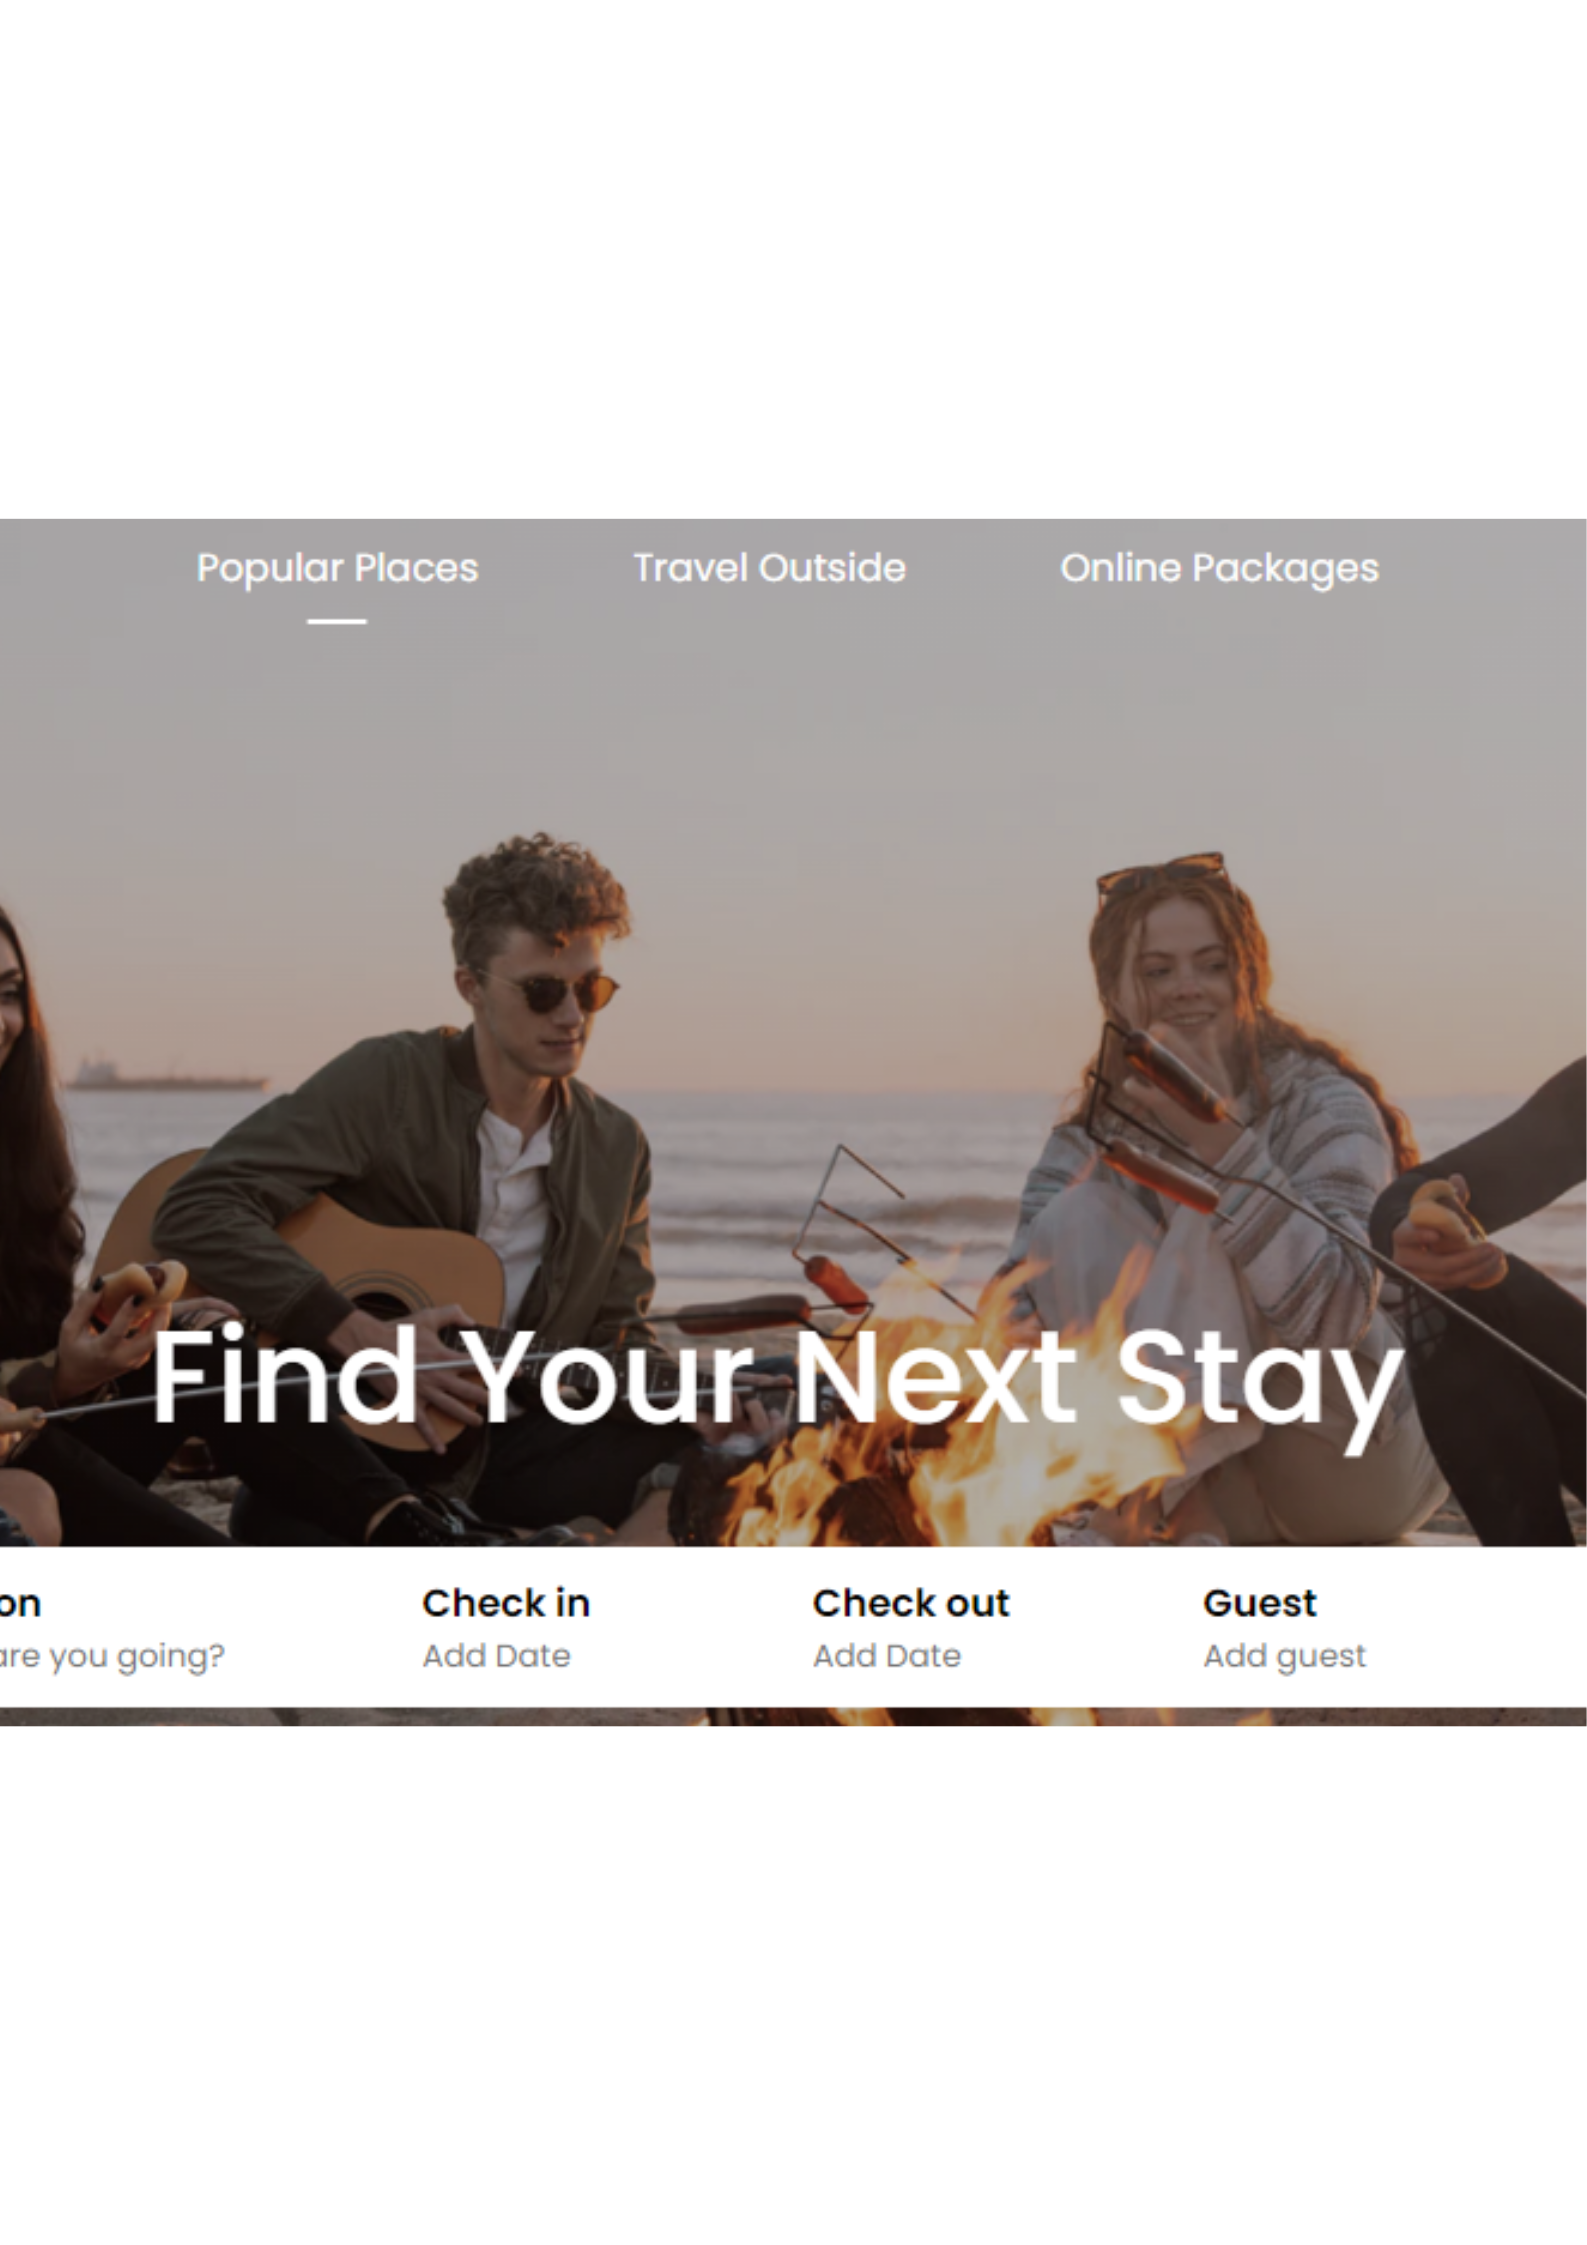 Popular Places Travel Outside Online Packages
Find Your Next Stay
on Check in Check out Guest
are you going? Add Date Add Date Add guest